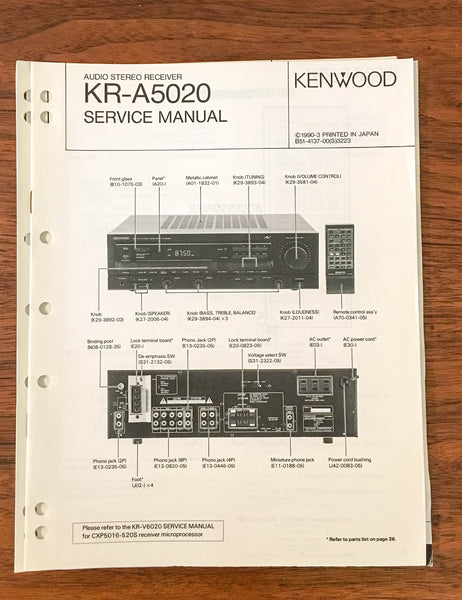 AUDIO STEREO RECEIVER
KR-A5020
SERVICE MANUAL
KENWOOD
©1990-3 PRINTED IN JAPAN
B51-4137-00(S)3223
Front glass
(B10-1075-03)
Panel*
(A20-I)
Metallic cabinet
(A01-1832-01)
Knob (TUNING)
(K29-3893-04)
Knob (VOLUME CONTROL)
(K29-3581-04)
KENWOOD
Knob
(K29-3892-03)
Knob (SPEAKER)
(K27-2006-04)
Knob (BASS, TREBLE, BALANCE)
(K29-3894-04) × 3
Knob (LOUDNESS)
(K27-2011-04)
Remote control ass'y
(A70-0341-05)
Binding post
(N08-0128-35)
Lock terminal board*
(E20-I)
De-emphasis SW
(S31-2132-05)
Phono Jack (2P)
(E13-0235-05)
Lock terminal board*
(E20-0823-05)
Voltage select SW
(S31-2322-05)
AC outlet*
(E03-I)
AC power cord*
(E30-I)
Phono jack (2P)
(E13-0235-05)
Foot*
(J02-I × 4
Phono jack (8P)
(E13-0820-05)
Phono jack (4P)
(E13-0446-05)
Miniature phone jack
(E11-0188-05)
Power cord bushing
(J42-0083-05)
Please refer to the KR-V6020 SERVICE MANUAL
for CXP5016-520S receiver microprocessor.
* Refer to parts list on page 26.